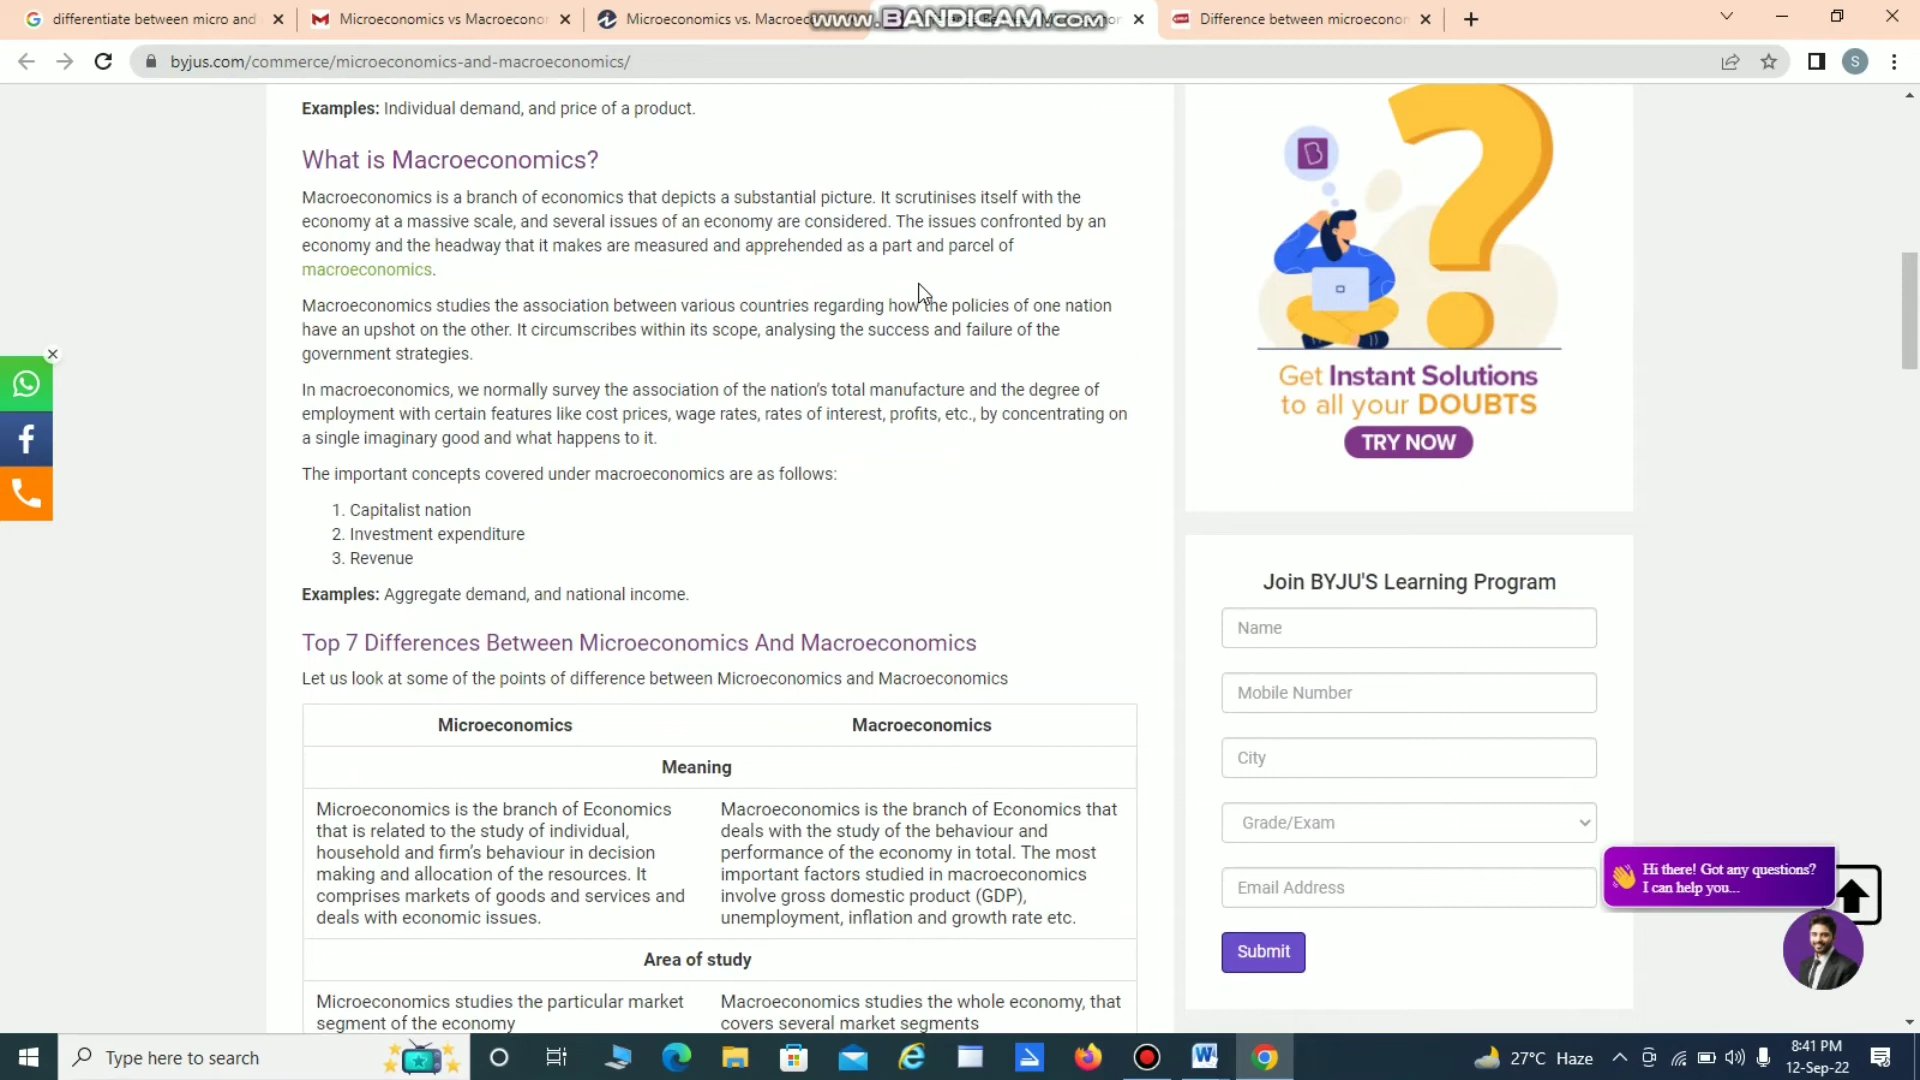 differentiate between micro and
Microeconomics vs Macroeconor
Microeconomics vs. Macroec
www.BANDICAM.com
Difference between microeconor
byjus.com/commerce/microeconomics-and-macroeconomics/
S
Examples: Individual demand, and price of a product.
What is Macroeconomics?
Macroeconomics is a branch of economics that depicts a substantial picture. It scrutinises itself with the
economy at a massive scale, and several issues of an economy are considered. The issues confronted by an
economy and the headway that it makes are measured and apprehended as a part and parcel of
macroeconomics.
Macroeconomics studies the association between various countries regarding how the policies of one nation
have an upshot on the other. It circumscribes within its scope, analysing the success and failure of the
government strategies.
In macroeconomics, we normally survey the association of the nation's total manufacture and the degree of
employment with certain features like cost prices, wage rates, rates of interest, profits, etc., by concentrating on
a single imaginary good and what happens to it.
The important concepts covered under macroeconomics are as follows:
1. Capitalist nation
2. Investment expenditure
3. Revenue
Examples: Aggregate demand, and national income.
Top 7 Differences Between Microeconomics And Macroeconomics
Let us look at some of the points of difference between Microeconomics and Macroeconomics
Microeconomics Macroeconomics
Meaning
Microeconomics is the branch of Economics
that is related to the study of individual,
household and firm's behaviour in decision
making and allocation of the resources. It
comprises markets of goods and services and
deals with economic issues.
Macroeconomics is the branch of Economics that
deals with the study of the behaviour and
performance of the economy in total. The most
important factors studied in macroeconomics
involve gross domestic product (GDP),
unemployment, inflation and growth rate etc.
Area of study
Microeconomics studies the particular market
segment of the economy
Macroeconomics studies the whole economy, that
covers several market segments
Get Instant Solutions
to all your DOUBTS
TRY NOW
Join BYJU'S Learning Program
Name
Mobile Number
City
Grade/Exam
Email Address
Submit
Hi there! Got any questions?
I can help you...
Type here to search
27°C Haze
8:41 PM
12-Sep-22